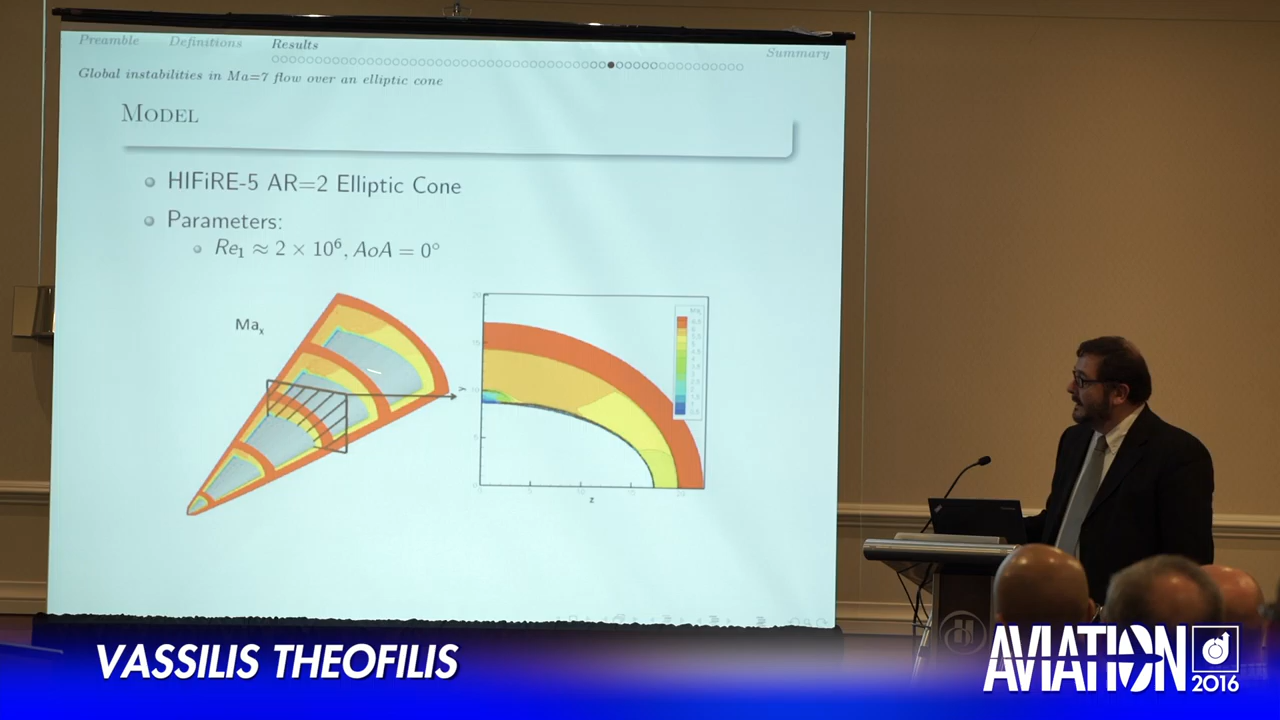 Preamble Definitions Results Summary
Global instabilities in Ma=7 flow over an elliptic cone
MODEL
HIFiRE-5 AR=2 Elliptic Cone
Parameters:
Re₁ ≈ 2 × 10⁶, AoA = 0°
Maₓ
y
z
VASSILIS THEOFILIS
AVIATION
2016